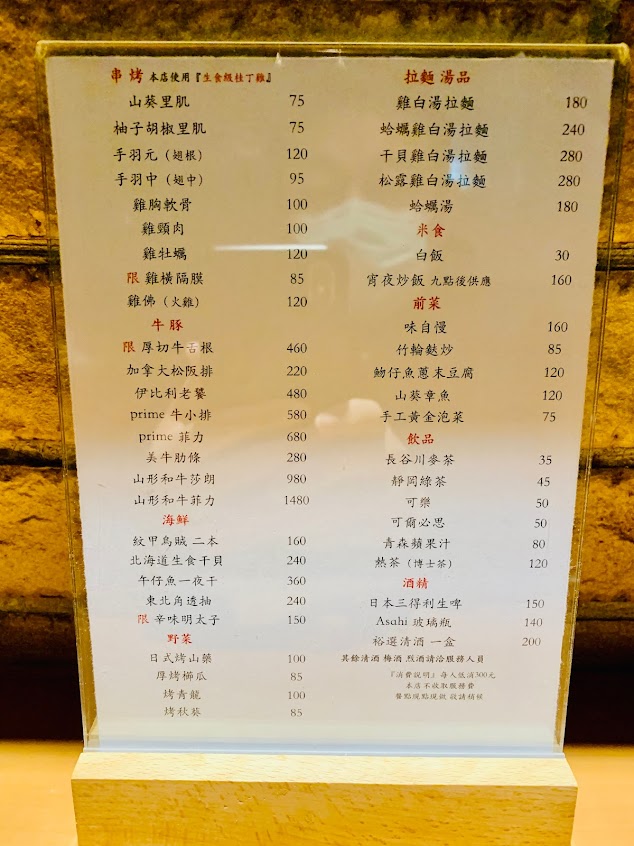 串烤 本店使用『生食級桂丁雞』
山葵里肌 75
柚子胡椒里肌 75
手羽元（翅根） 120
手羽中（翅中） 95
雞胸軟骨 100
雞頸肉 100
雞牡蠣 120
限 雞橫隔膜 85
雞佛（火雞） 120
牛豚
限 厚切牛舌根 460
加拿大松阪排 220
伊比利老饕 480
prime 牛小排 580
prime 菲力 680
美牛肋條 280
山形和牛莎朗 980
山形和牛菲力 1480
海鮮
紋甲烏賊 二本 160
北海道生食干貝 240
午仔魚一夜干 360
東北角透抽 240
限 辛味明太子 150
野菜
日式烤山藥 100
厚烤櫛瓜 85
烤青龍 100
烤秋葵 85
拉麵 湯品
雞白湯拉麵 180
蛤蠣雞白湯拉麵 240
干貝雞白湯拉麵 280
松露雞白湯拉麵 280
蛤蠣湯 180
米食
白飯 30
宵夜炒飯 九點後供應 160
前菜
味自慢 160
竹輪麩炒 85
魩仔魚蔥末豆腐 120
山葵章魚 120
手工黃金泡菜 75
飲品
長谷川麥茶 35
靜岡綠茶 45
可樂 50
可爾必思 50
青森蘋果汁 80
熱茶（博士茶） 120
酒精
日本三得利生啤 150
Asahi 玻璃瓶 140
裕選清酒 一盒 200
其餘清酒 梅酒 烈酒請洽服務人員
『消費說明』每人低消300元
本店不收取服務費
餐點現點現做 敬請稍候